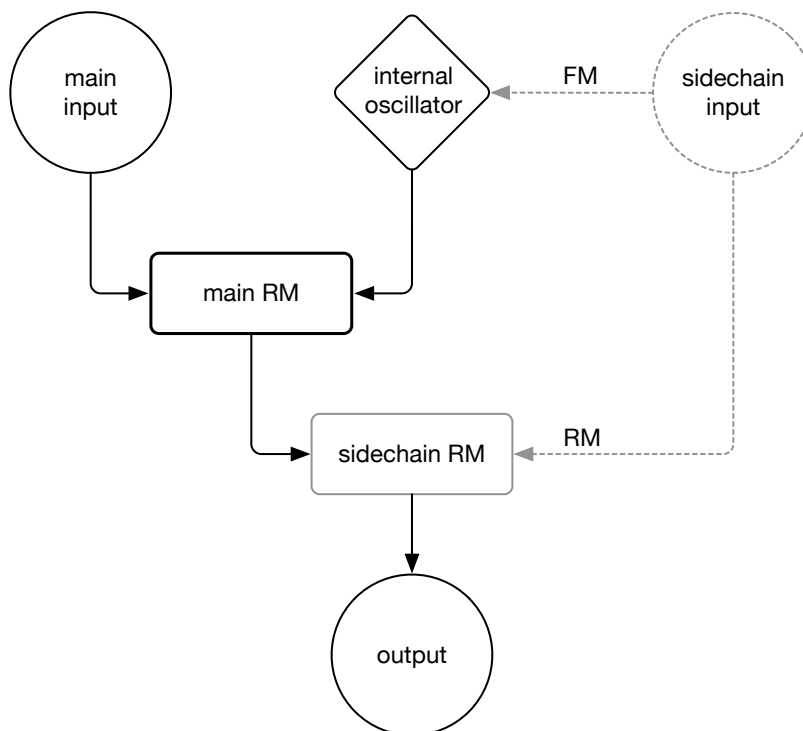 main
input
internal
oscillator
FM
sidechain
input
main RM
sidechain RM
RM
output